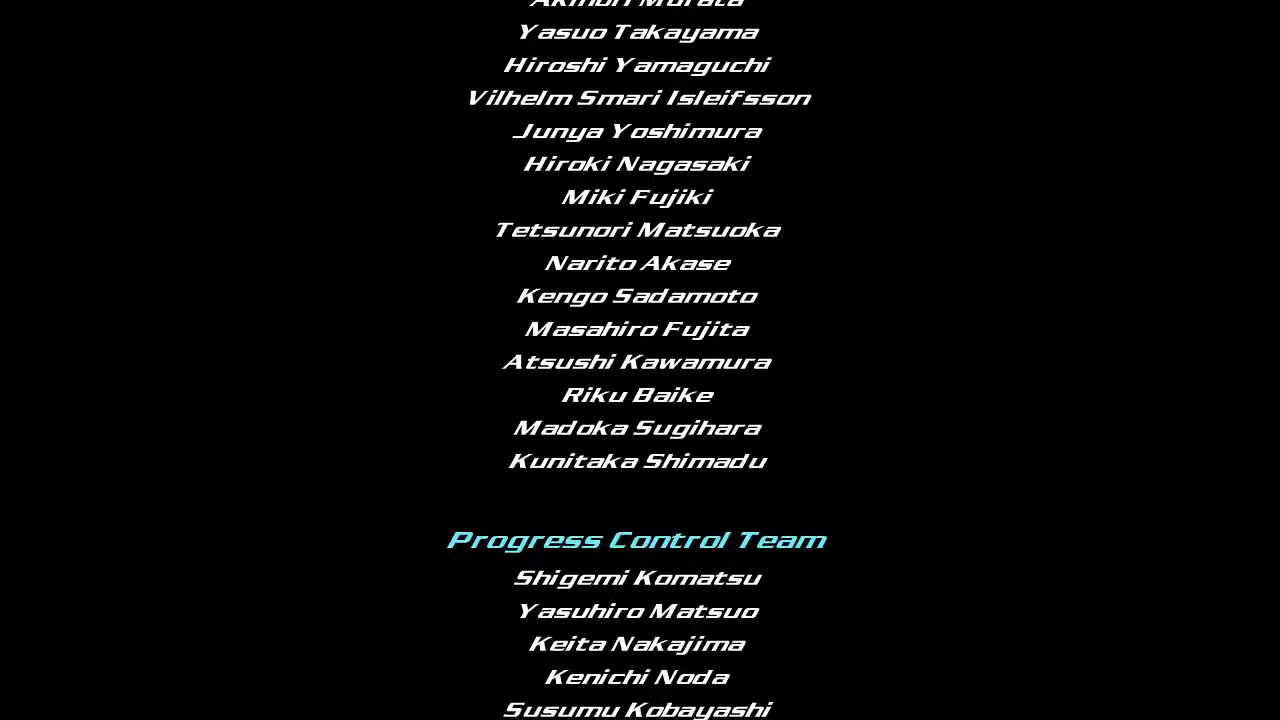 Akinori Murata
Yasuo Takayama
Hiroshi Yamaguchi
Vilhelm Smari Isleifsson
Junya Yoshimura
Hiroki Nagasaki
Miki Fujiki
Tetsunori Matsuoka
Narito Akase
Kengo Sadamoto
Masahiro Fujita
Atsushi Kawamura
Riku Baike
Madoka Sugihara
Kunitaka Shimadu
Progress Control Team
Shigemi Komatsu
Yasuhiro Matsuo
Keita Nakajima
Kenichi Noda
Susumu Kobayashi